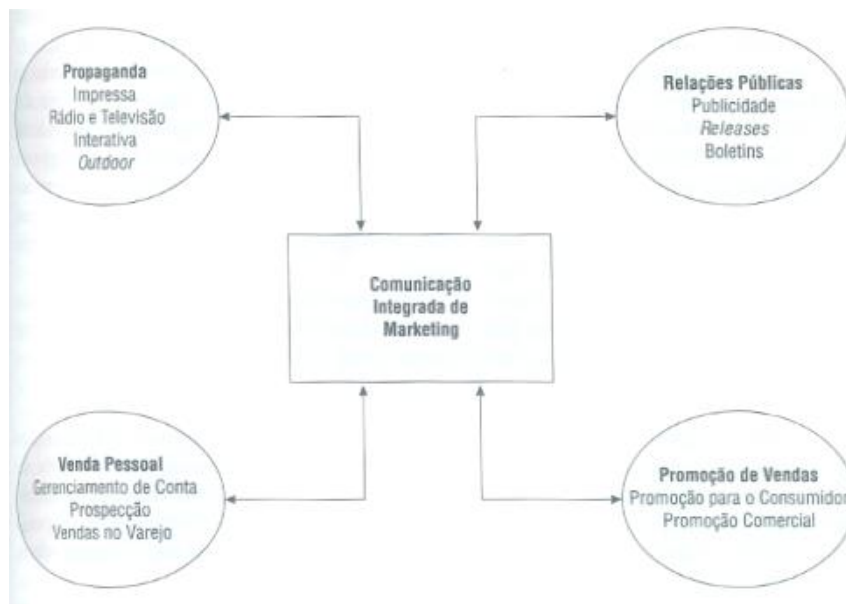 Propaganda
Impressa
Rádio e Televisão
Interativa
Outdoor
Relações Públicas
Publicidade
Releases
Boletins
Comunicação
Integrada de
Marketing
Venda Pessoal
Gerenciamento de Conta
Prospecção
Vendas no Varejo
Promoção de Vendas
Promoção para o Consumidor
Promoção Comercial